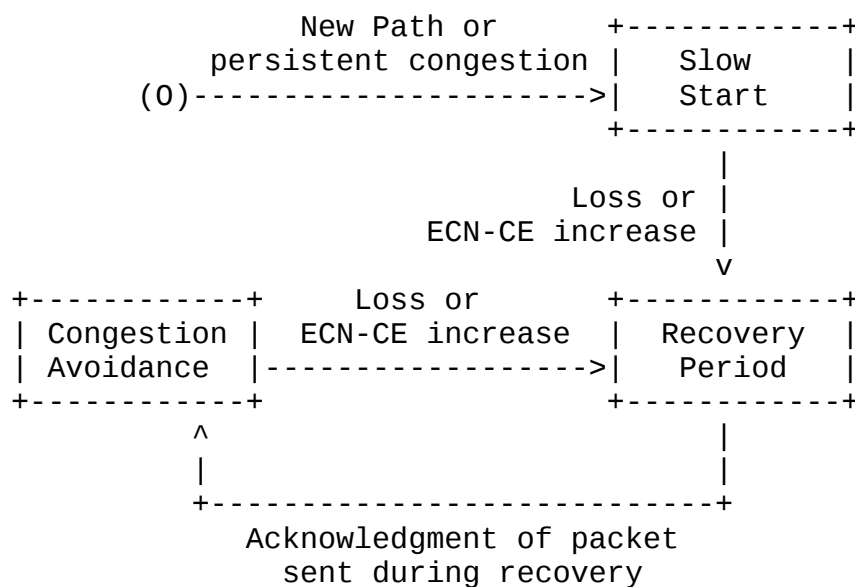 New Path or
persistent congestion
(O)
Slow
Start
Loss or
ECN-CE increase
Congestion
Avoidance
Loss or
ECN-CE increase
Recovery
Period
Acknowledgment of packet
sent during recovery